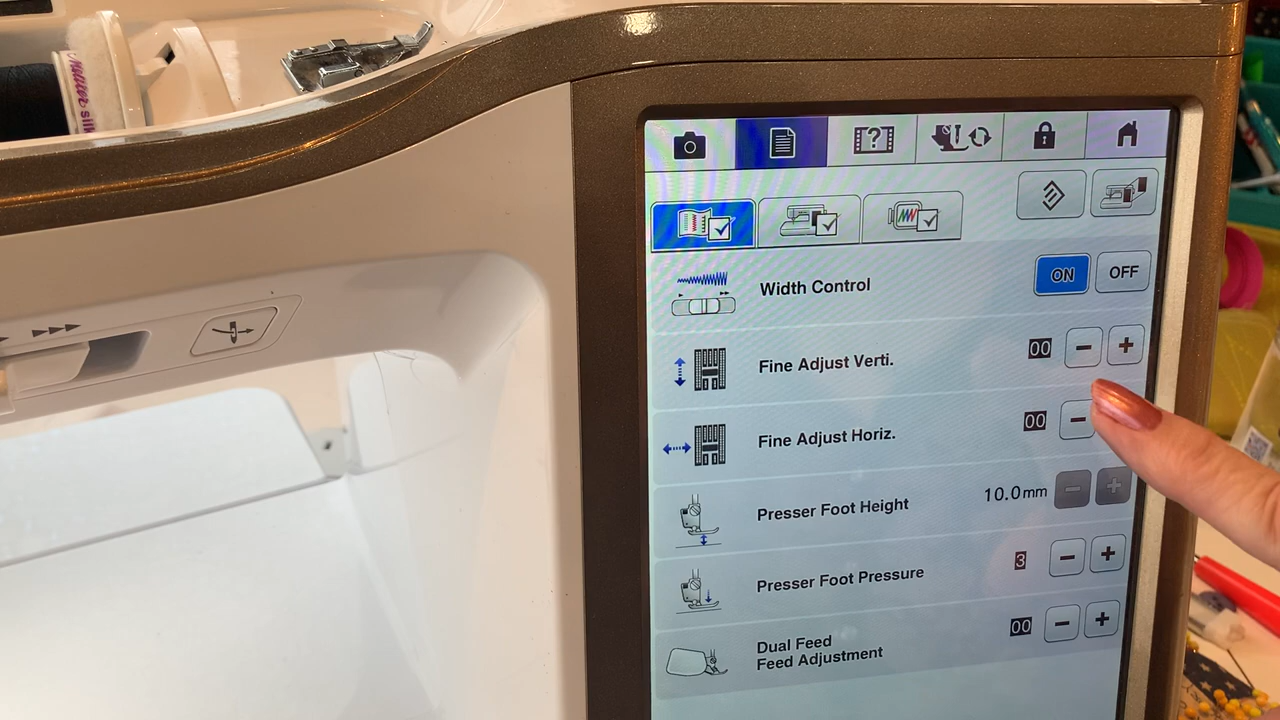 Width Control
ON
OFF
Fine Adjust Verti.
00
Fine Adjust Horiz.
00
Presser Foot Height
10.0mm
Presser Foot Pressure
3
Dual Feed
Feed Adjustment
00